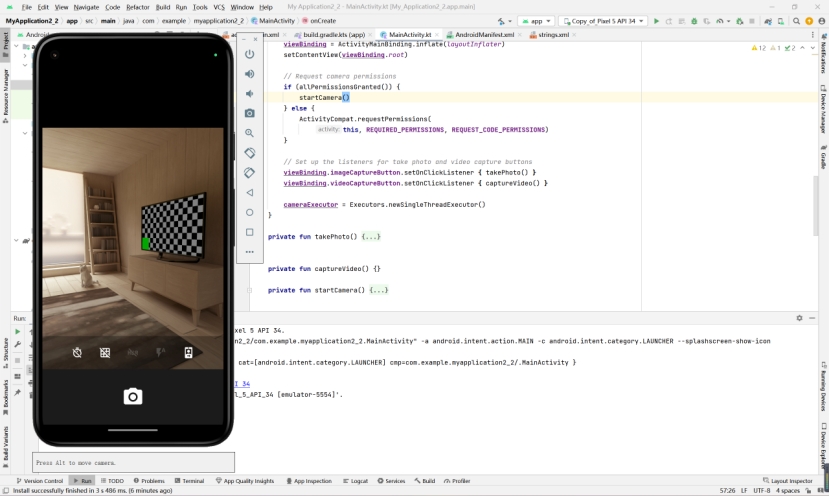 File Edit View Navigate Code Refactor Build Run Tools VCS Window Help My Application2_2 - MainActivity.kt [My_Application2_2.app.main]
MyApplication2_2 app src main java com example myapplication2_2 MainActivity onCreate app Copy_of_Pixel 5 API 34
Android build.gradle.kts (app) MainActivity.kt AndroidManifest.xml strings.xml
viewBinding = ActivityMainBinding.inflate(layoutInflater)
setContentView(viewBinding.root)
12 1 2
// Request camera permissions
if (allPermissionsGranted()) {
startCamera()
} else {
ActivityCompat.requestPermissions(
activity: this, REQUIRED_PERMISSIONS, REQUEST_CODE_PERMISSIONS)
}
// Set up the listeners for take photo and video capture buttons
viewBinding.imageCaptureButton.setOnClickListener { takePhoto() }
viewBinding.videoCaptureButton.setOnClickListener { captureVideo() }
cameraExecutor = Executors.newSingleThreadExecutor()
}
private fun takePhoto() {...}
private fun captureVideo() {}
private fun startCamera() {...}
Run:
xel 5 API 34.
n2_2/com.example.myapplication2_2.MainActivity" -a android.intent.action.MAIN -c android.intent.category.LAUNCHER --splashscreen-show-icon
cat=[android.intent.category.LAUNCHER] cmp=com.example.myapplication2_2/.MainActivity }
I 34
l_5_API_34 [emulator-5554]'.
Press Alt to move camera.
Project
Resource Manager
Structure
Bookmarks
Build Variants
Notifications
Device Manager
Gradle
Running Devices
Device Explorer
Version Control Run TODO Problems Terminal App Quality Insights App Inspection Logcat Services Build Profiler Layout Inspector
Install successfully finished in 3 s 486 ms. (6 minutes ago) 57:26 LF UTF-8 4 spaces